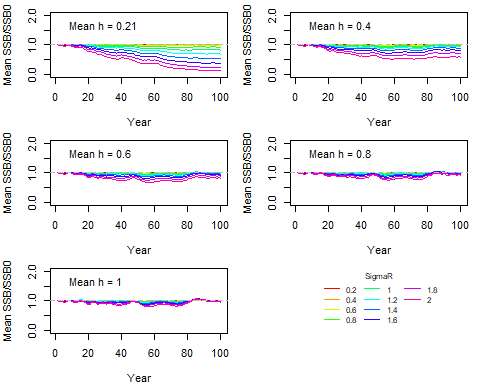 Mean h = 0.21
Mean SSB/SSB0
0.0 1.0 2.0
0 20 40 60 80 100
Year
Mean h = 0.4
Mean SSB/SSB0
0.0 1.0 2.0
0 20 40 60 80 100
Year
Mean h = 0.6
Mean SSB/SSB0
0.0 1.0 2.0
0 20 40 60 80 100
Year
Mean h = 0.8
Mean SSB/SSB0
0.0 1.0 2.0
0 20 40 60 80 100
Year
Mean h = 1
Mean SSB/SSB0
0.0 1.0 2.0
0 20 40 60 80 100
Year
SigmaR
0.2 1 1.8
0.4 1.2 2
0.6 1.4
0.8 1.6